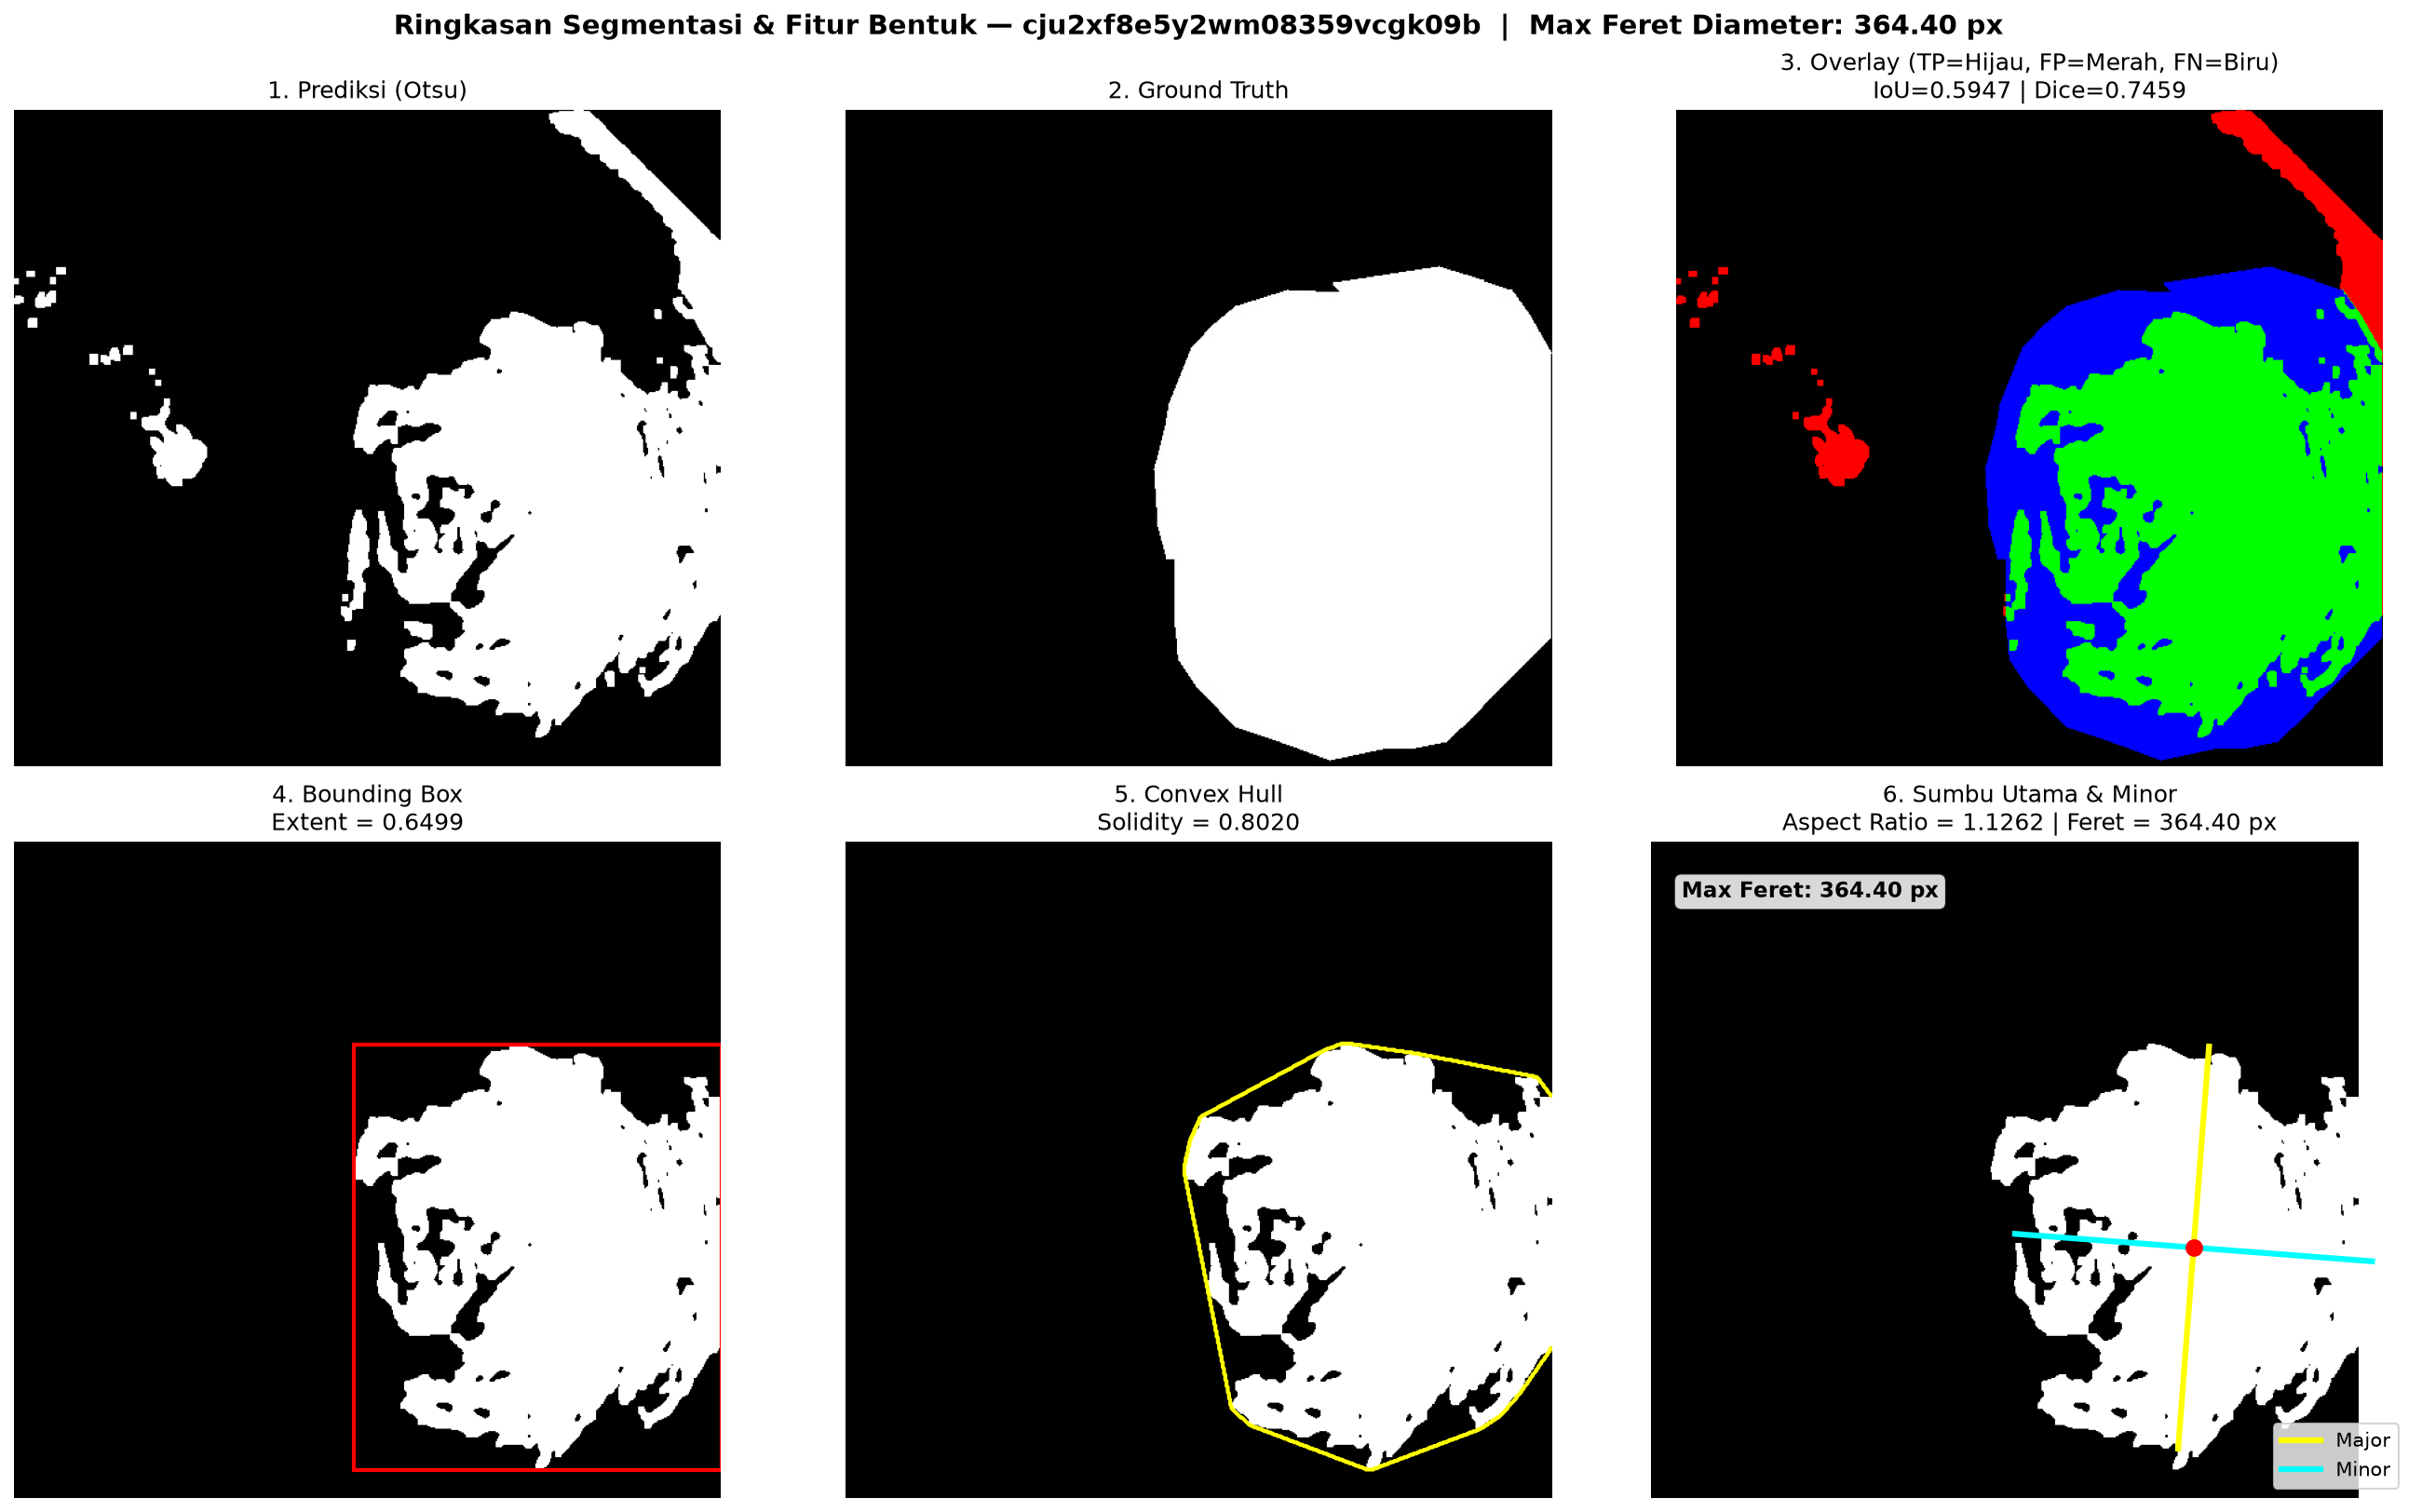 Ringkasan Segmentasi & Fitur Bentuk — cju2xf8e5y2wm08359vcgk09b | Max Feret Diameter: 364.40 px
1. Prediksi (Otsu)
2. Ground Truth
3. Overlay (TP=Hijau, FP=Merah, FN=Biru)
IoU=0.5947 | Dice=0.7459
4. Bounding Box
Extent = 0.6499
5. Convex Hull
Solidity = 0.8020
6. Sumbu Utama & Minor
Aspect Ratio = 1.1262 | Feret = 364.40 px
Max Feret: 364.40 px
Major
Minor